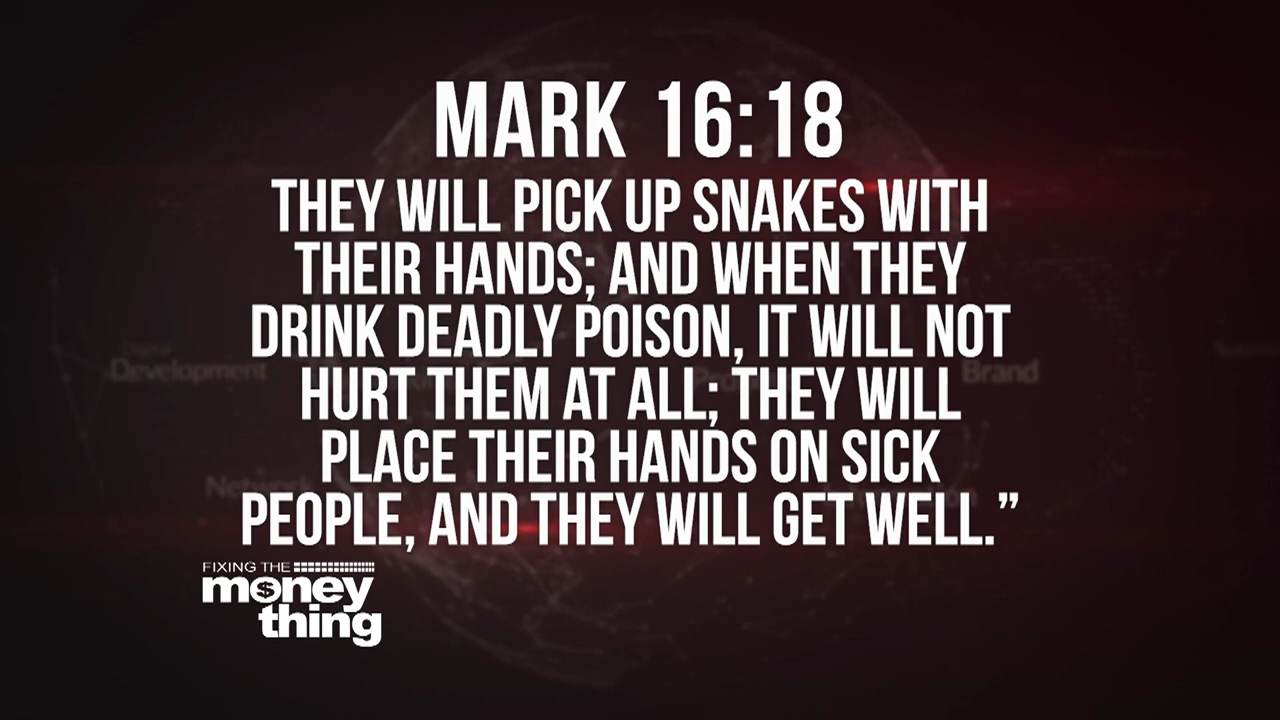 MARK 16:18
THEY WILL PICK UP SNAKES WITH
THEIR HANDS; AND WHEN THEY
DRINK DEADLY POISON, IT WILL NOT
HURT THEM AT ALL; THEY WILL
PLACE THEIR HANDS ON SICK
PEOPLE, AND THEY WILL GET WELL.”
Development
Brand
FIXING THE
money
thing